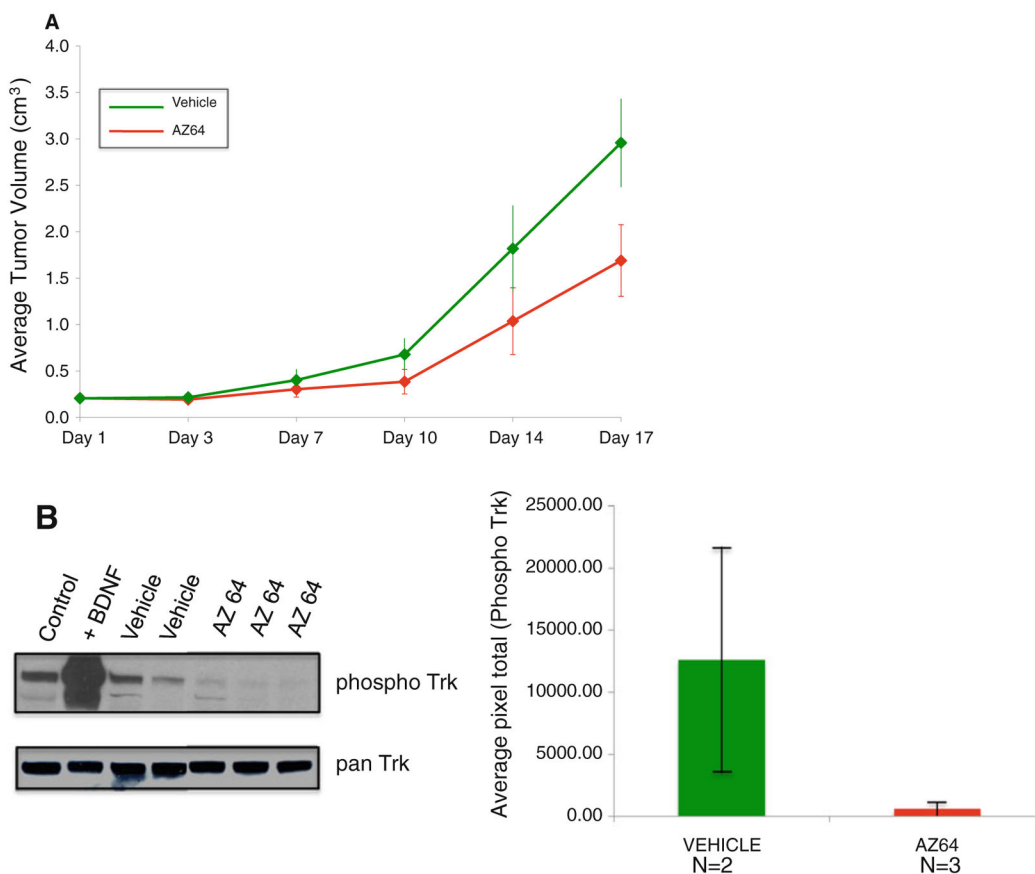 A
Average Tumor Volume (cm³)
4.0
3.5
3.0
2.5
2.0
1.5
1.0
0.5
0.0
Vehicle
AZ64
Day 1
Day 3
Day 7
Day 10
Day 14
Day 17
B
Control
+ BDNF
Vehicle
Vehicle
AZ 64
AZ 64
AZ 64
phospho Trk
pan Trk
Average pixel total (Phospho Trk)
25000.00
20000.00
15000.00
10000.00
5000.00
0.00
VEHICLE
N=2
AZ64
N=3